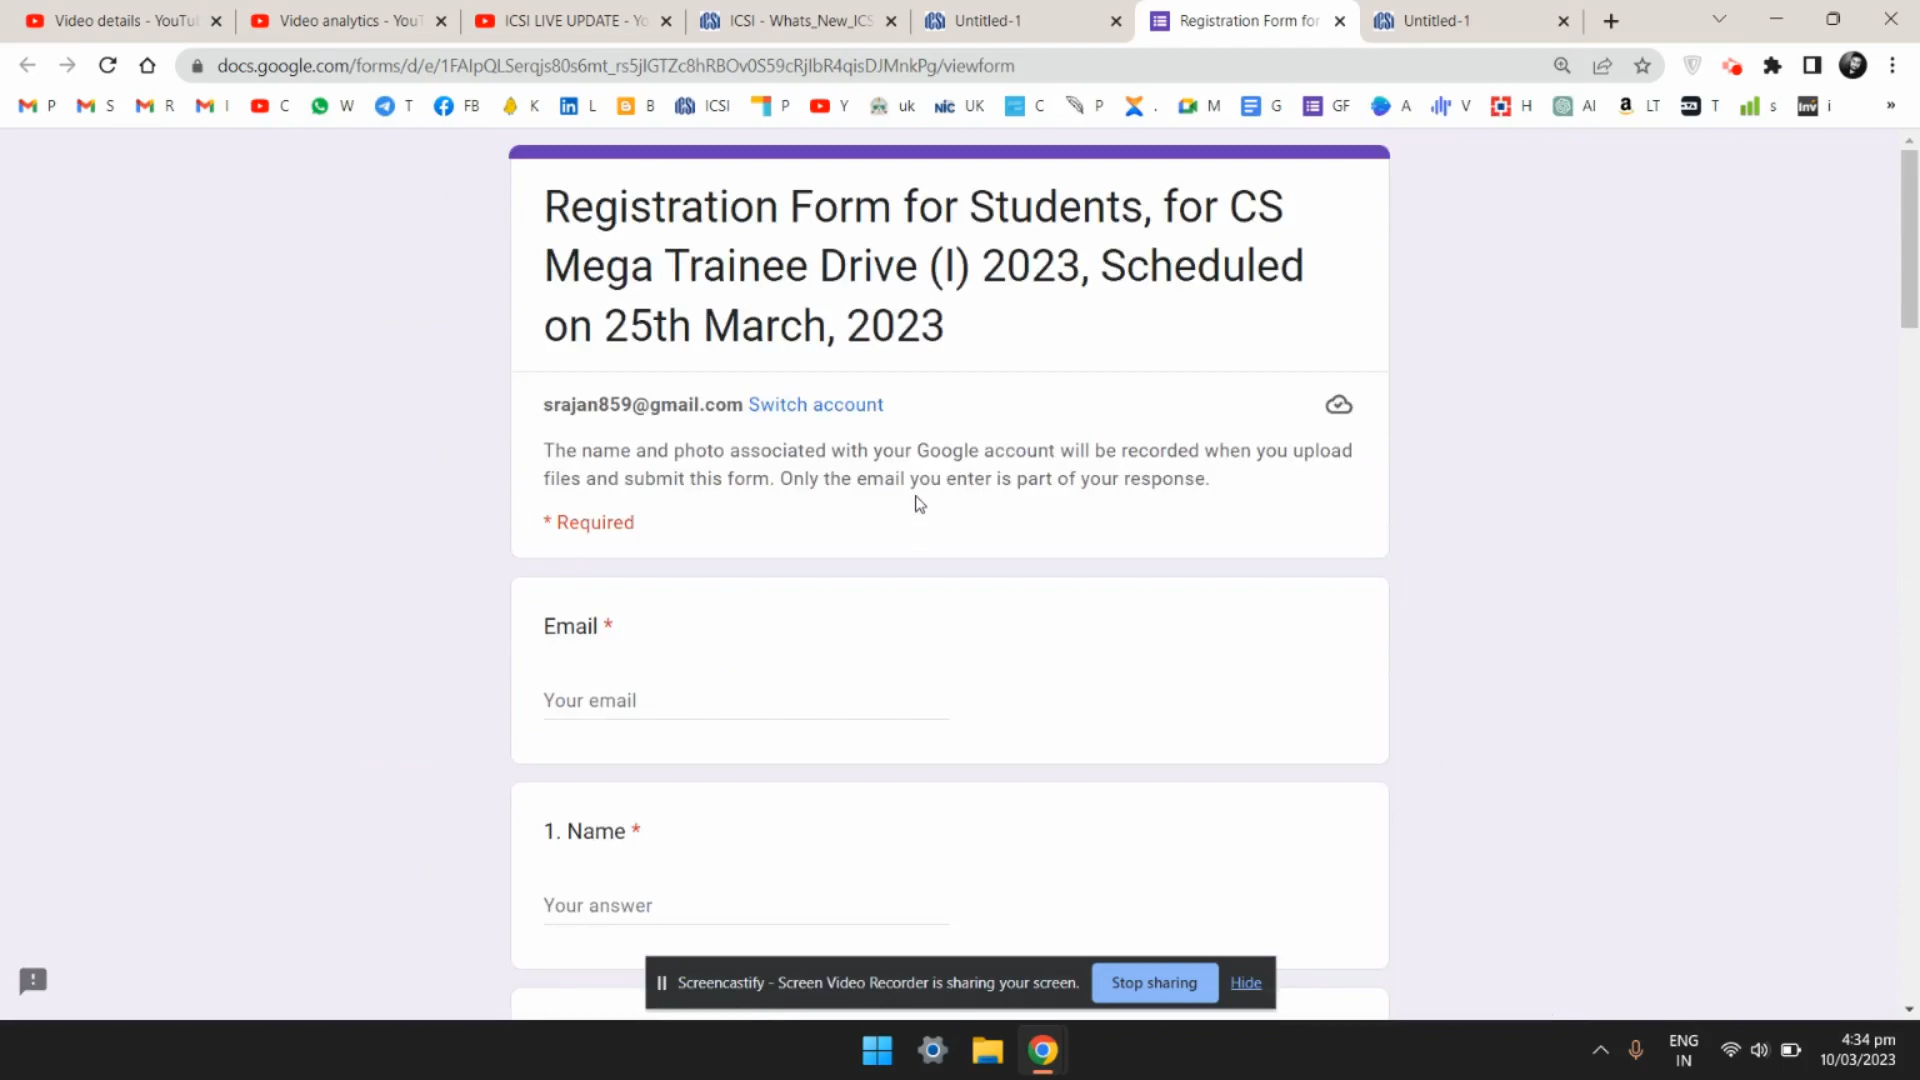 Video details - YouTu
Video analytics - YouT
ICSI LIVE UPDATE - Yo
ICSI - Whats_New_ICS
Untitled-1
Registration Form for
Untitled-1
docs.google.com/forms/d/e/1FAIpQLSerqjs80s6mt_rs5jIGTZc8hRBOv0S59cRjIbR4qisDJMnkPg/viewform
P S R I C W T FB K L B ICSI P Y uk NIC UK C P . M G GF A V H AI LT T s Inv i »
Registration Form for Students, for CS
Mega Trainee Drive (I) 2023, Scheduled
on 25th March, 2023
srajan859@gmail.com Switch account
The name and photo associated with your Google account will be recorded when you upload
files and submit this form. Only the email you enter is part of your response.
* Required
Email *
Your email
1. Name *
Your answer
Screencastify - Screen Video Recorder is sharing your screen. Stop sharing Hide
ENG
IN
4:34 pm
10/03/2023